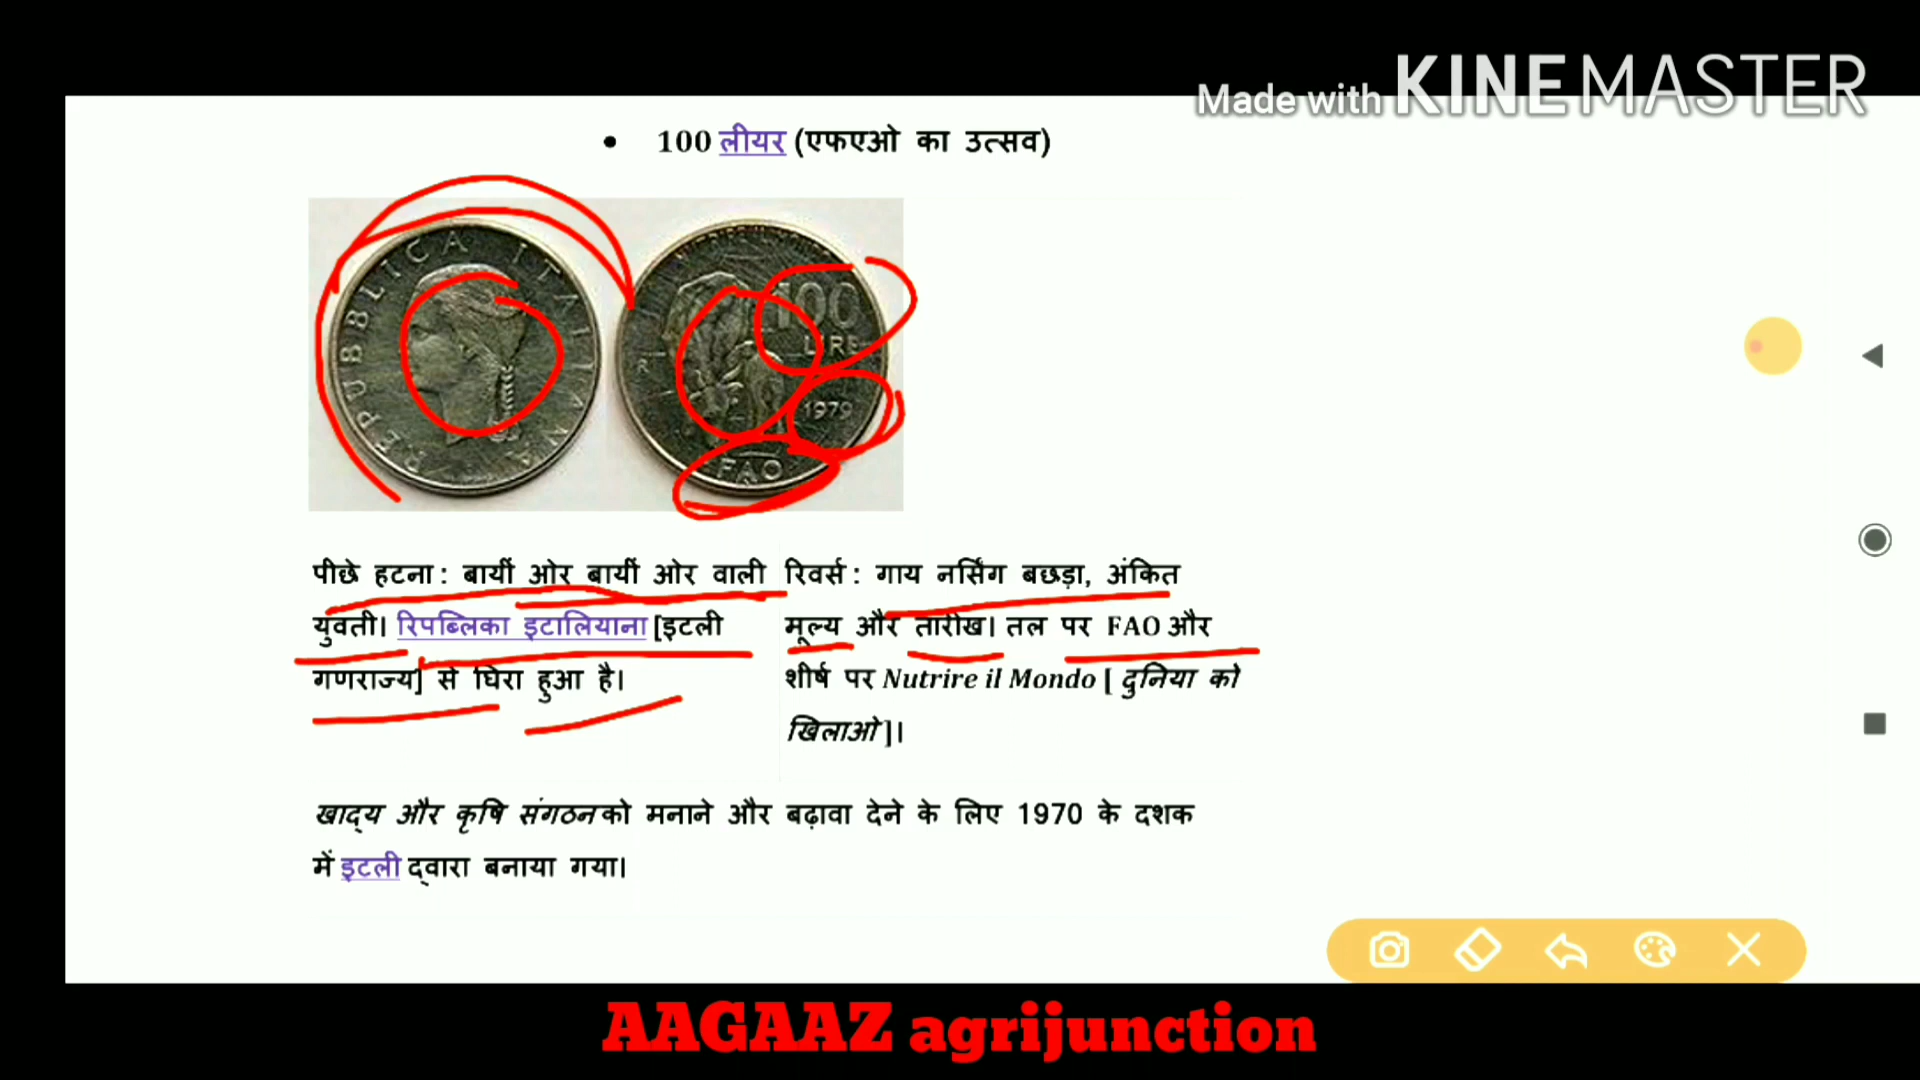 Made with KINEMASTER
• 100 लीयर (एफएओ का उत्सव)
REPUBBLICA ITALIANA
100
LIRE
1979
FAO
पीछे हटना : बायीं ओर बायीं ओर वाली
युवती। रिपब्लिका इटालियाना [इटली
गणराज्य] से घिरा हुआ है।
रिवर्स : गाय नर्सिंग बछड़ा, अंकित
मूल्य और तारीख। तल पर FAO और
शीर्ष पर Nutrire il Mondo [ दुनिया को
खिलाओ ]।
खाद्य और कृषि संगठन को मनाने और बढ़ावा देने के लिए 1970 के दशक
में इटली द्वारा बनाया गया।
AAGAAZ agrijunction